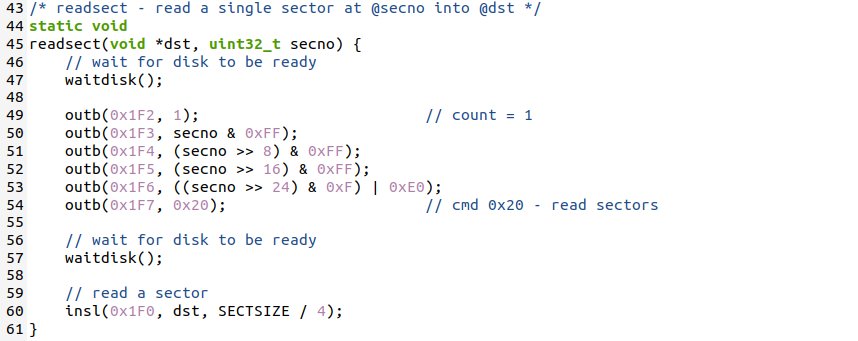 43 /* readsect - read a single sector at @secno into @dst */
44 static void
45 readsect(void *dst, uint32_t secno) {
46     // wait for disk to be ready
47     waitdisk();
48
49     outb(0x1F2, 1);                         // count = 1
50     outb(0x1F3, secno & 0xFF);
51     outb(0x1F4, (secno >> 8) & 0xFF);
52     outb(0x1F5, (secno >> 16) & 0xFF);
53     outb(0x1F6, ((secno >> 24) & 0xF) | 0xE0);
54     outb(0x1F7, 0x20);                      // cmd 0x20 - read sectors
55
56     // wait for disk to be ready
57     waitdisk();
58
59     // read a sector
60     insl(0x1F0, dst, SECTSIZE / 4);
61 }